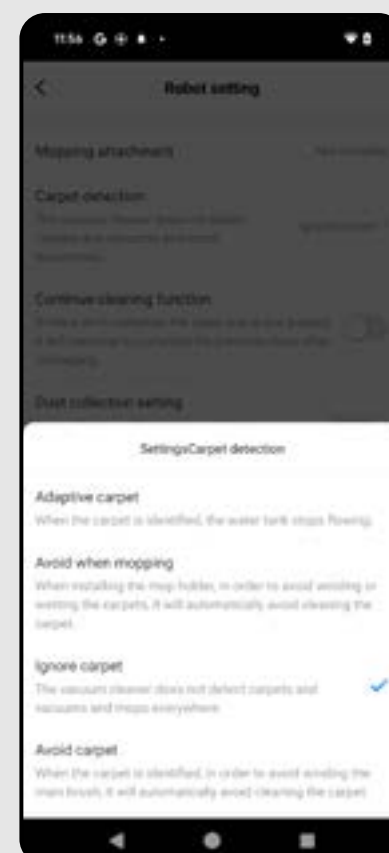 11:56 G
Robot setting
Mopping attachment
Carpet detection
Continue cleaning function
Dust collection setting
SettingsCarpet detection
Adaptive carpet
When the carpet is identified, the water tank stops flowing.
Avoid when mopping
When installing the mop holder, in order to avoid winding or
wetting the carpets, it will automatically avoid cleaning the
carpet.
Ignore carpet
The vacuum cleaner does not detect carpets and
vacuums and mops everywhere.
Avoid carpet
When the carpet is identified, in order to avoid winding the
main brush, it will automatically avoid cleaning the carpet.